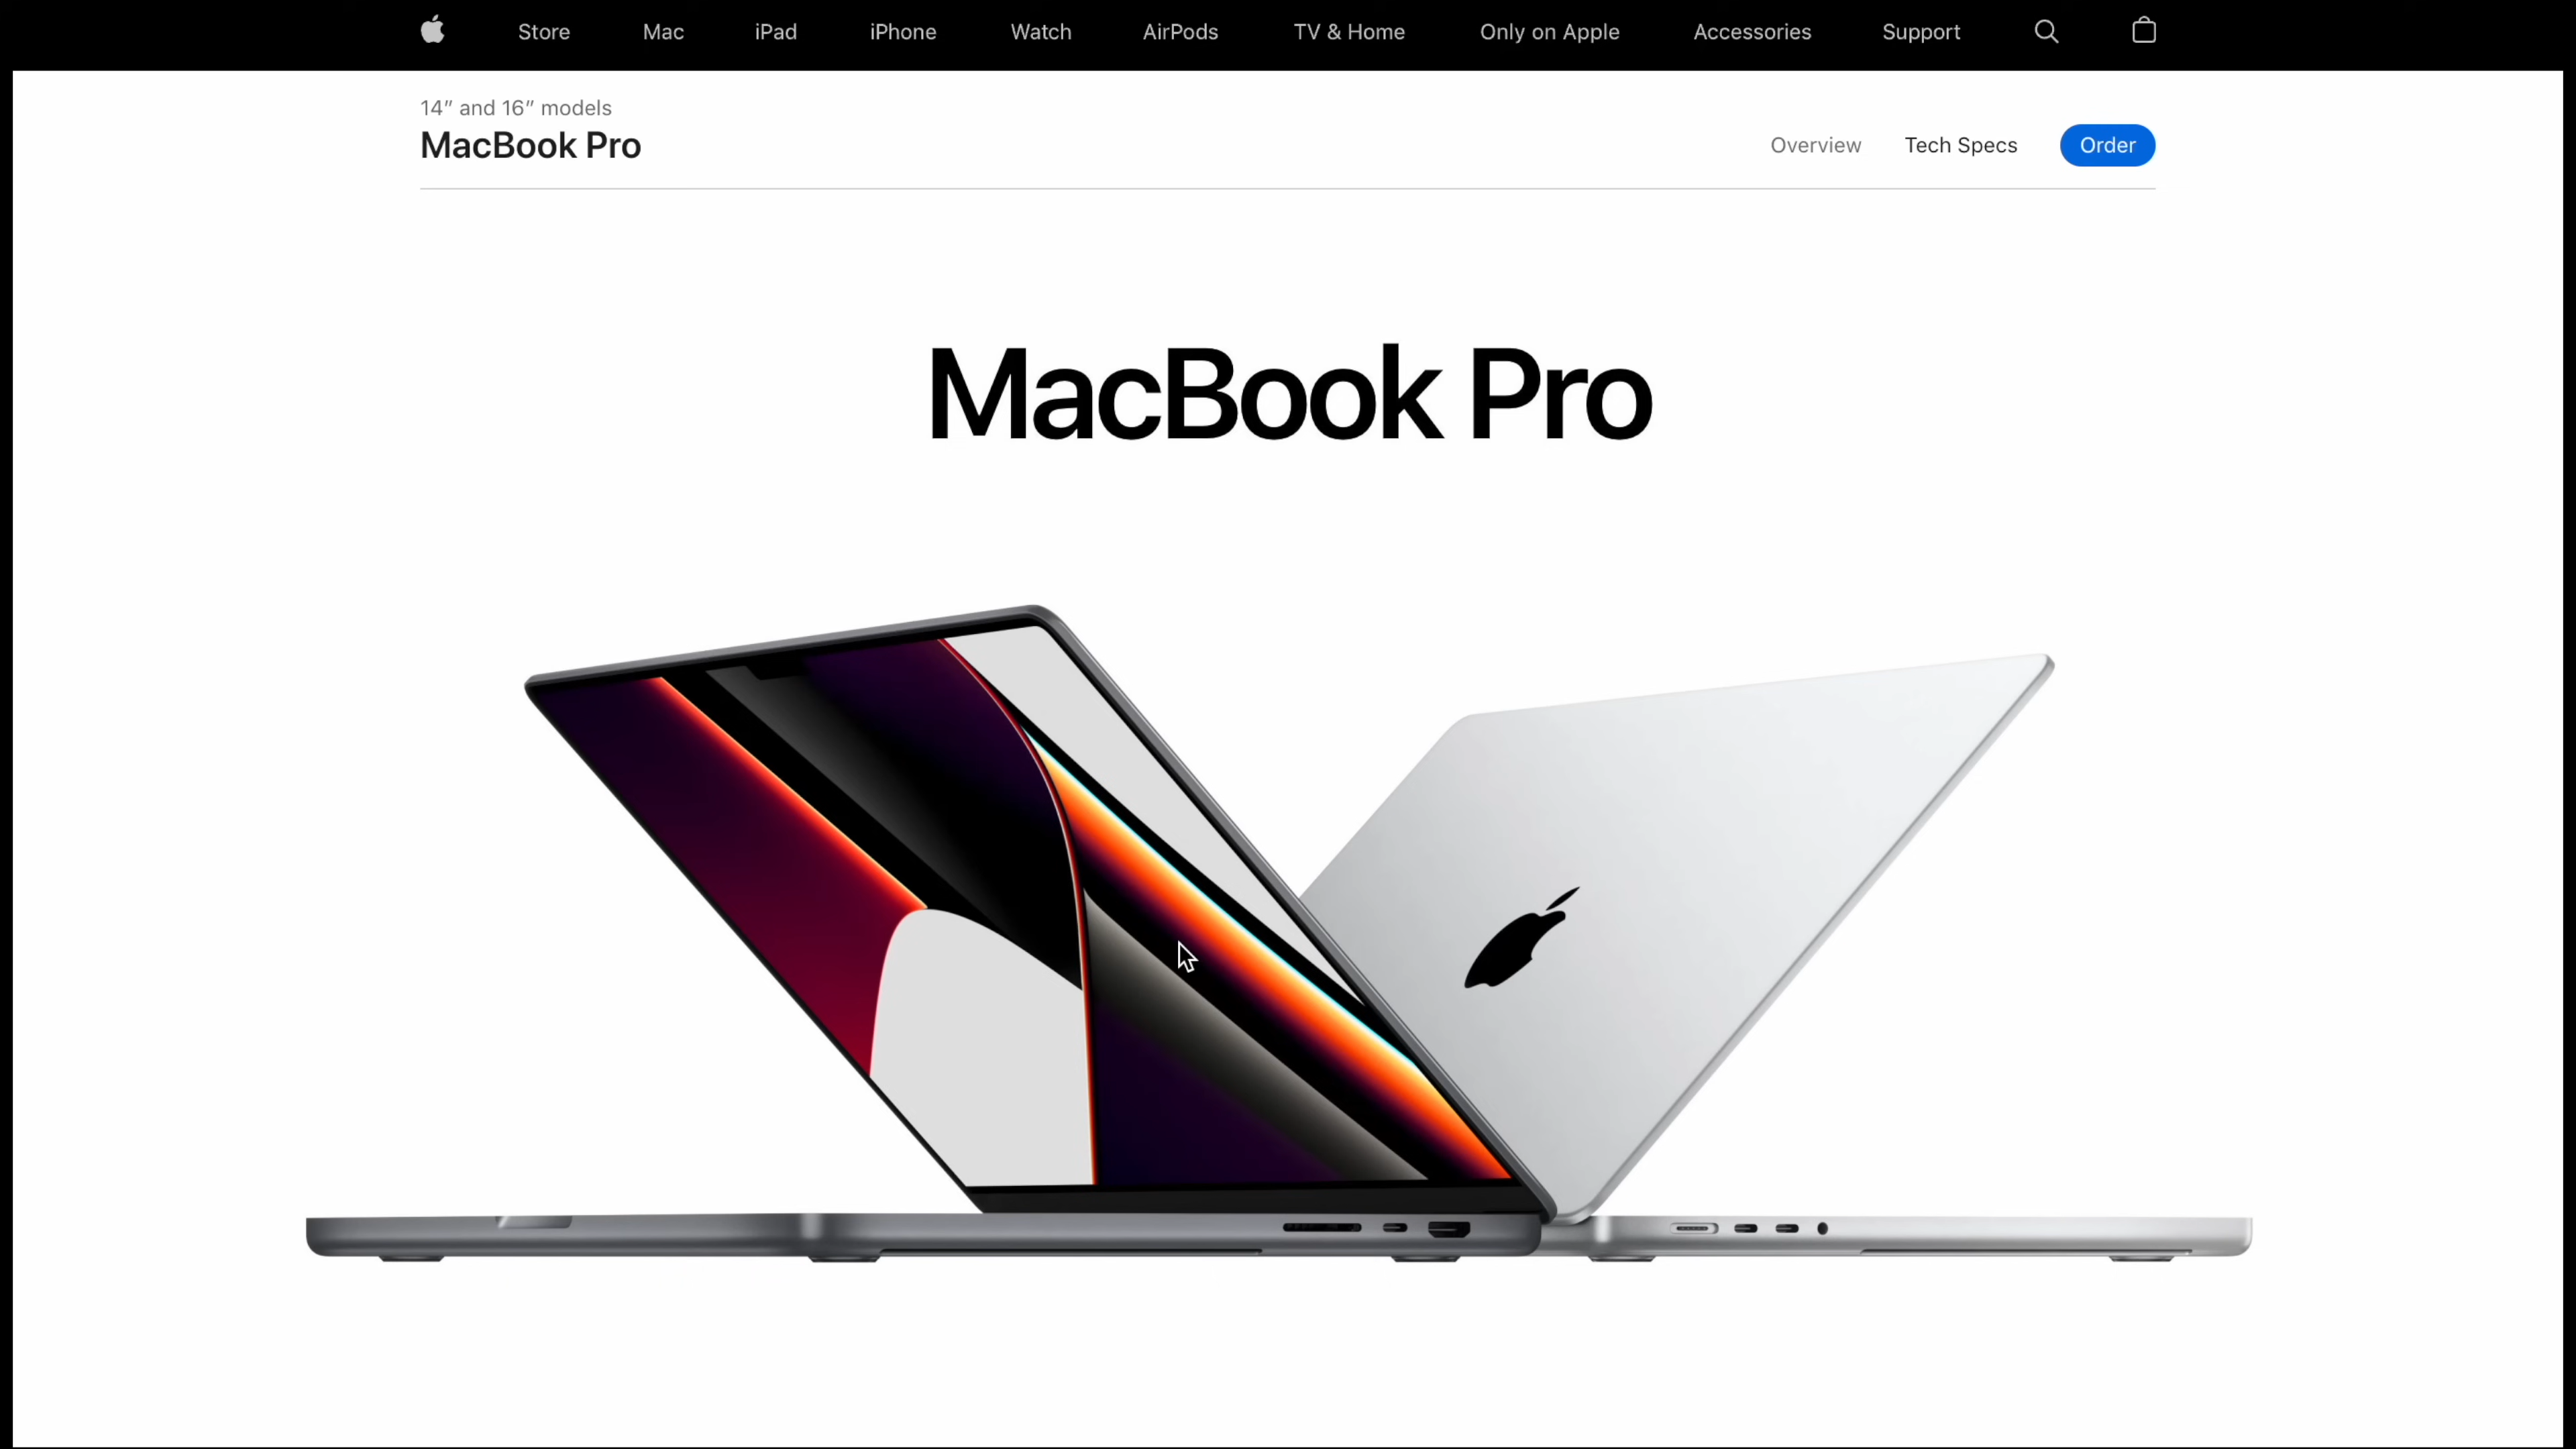 Store Mac iPad iPhone Watch AirPods TV & Home Only on Apple Accessories Support
14″ and 16″ models
MacBook Pro
Overview Tech Specs Order
MacBook Pro